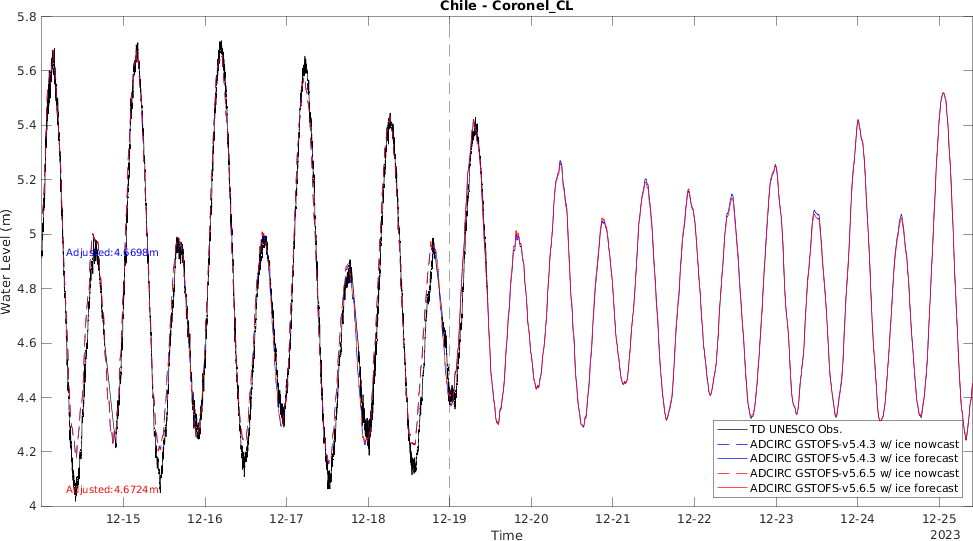 Chile - Coronel_CL
5.8
5.6
5.4
5.2
5
4.8
4.6
4.4
4.2
4
Water Level (m)
Adjusted:4.6698m
Adjusted:4.6724m
TD UNESCO Obs.
ADCIRC GSTOFS-v5.4.3 w/ ice nowcast
ADCIRC GSTOFS-v5.4.3 w/ ice forecast
ADCIRC GSTOFS-v5.6.5 w/ ice nowcast
ADCIRC GSTOFS-v5.6.5 w/ ice forecast
12-15 12-16 12-17 12-18 12-19 12-20 12-21 12-22 12-23 12-24 12-25
Time 2023